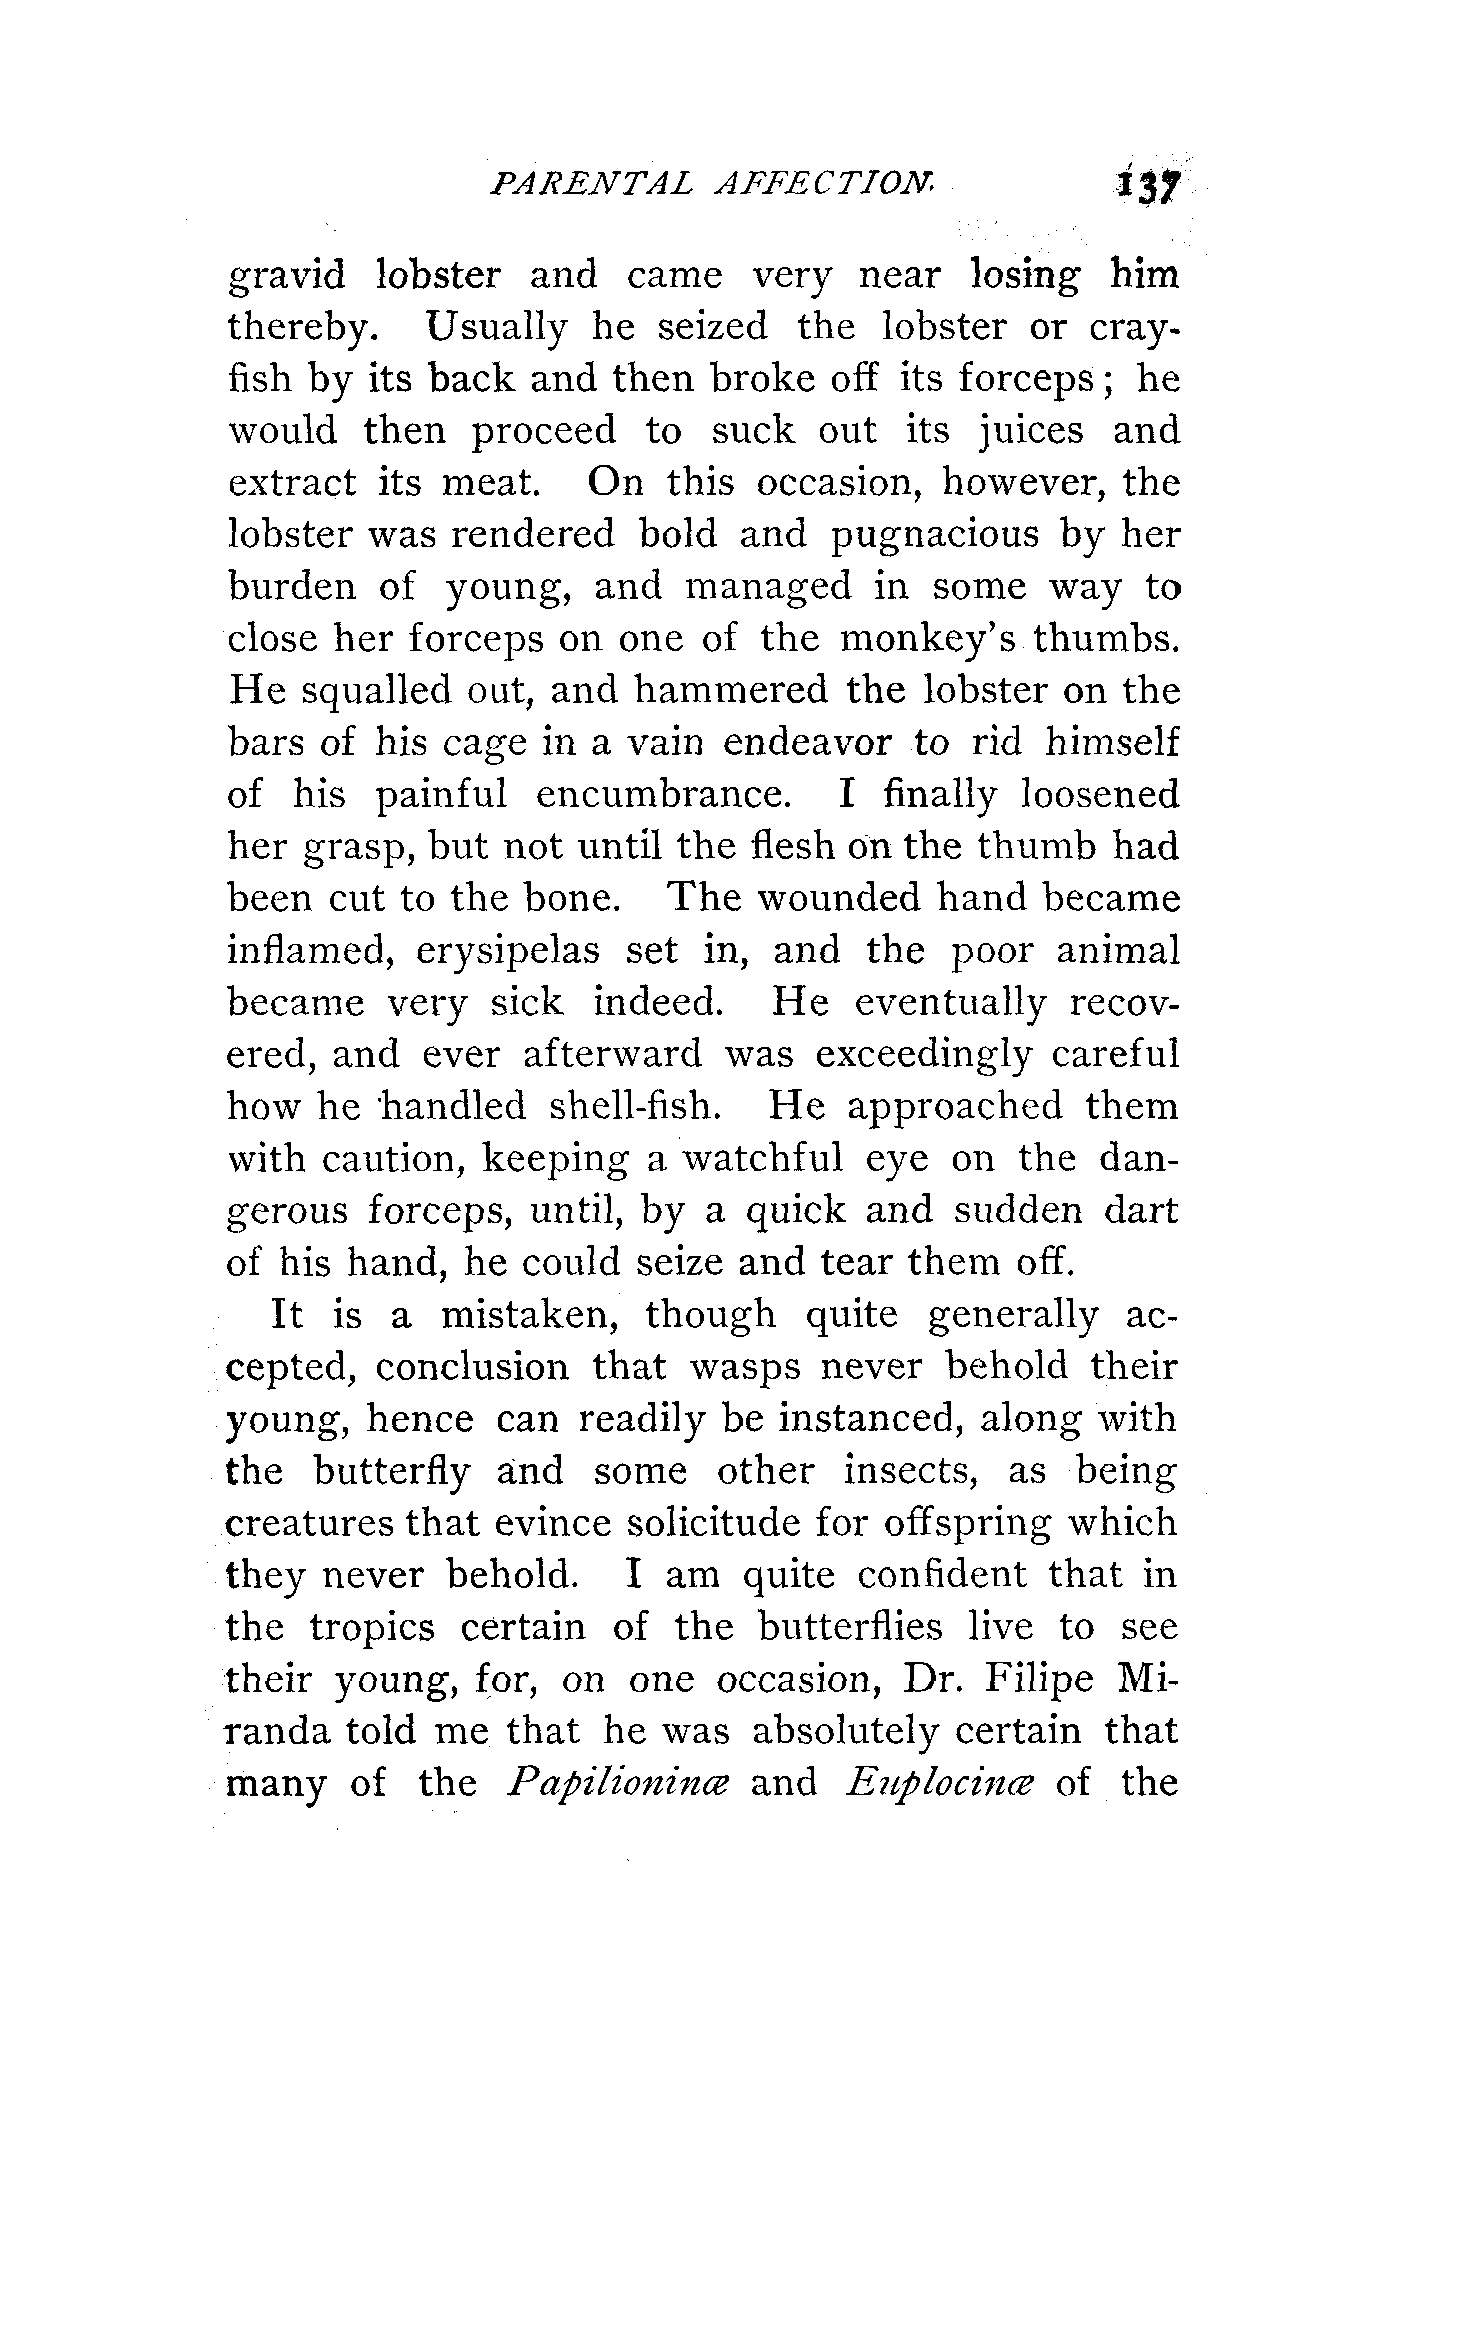 PARENTAL AFFECTION. 137
gravid lobster and came very near losing him
thereby. Usually he seized the lobster or cray-
fish by its back and then broke off its forceps; he
would then proceed to suck out its juices and
extract its meat. On this occasion, however, the
lobster was rendered bold and pugnacious by her
burden of young, and managed in some way to
close her forceps on one of the monkey's thumbs.
He squalled out, and hammered the lobster on the
bars of his cage in a vain endeavor to rid himself
of his painful encumbrance. I finally loosened
her grasp, but not until the flesh on the thumb had
been cut to the bone. The wounded hand became
inflamed, erysipelas set in, and the poor animal
became very sick indeed. He eventually recov-
ered, and ever afterward was exceedingly careful
how he handled shell-fish. He approached them
with caution, keeping a watchful eye on the dan-
gerous forceps, until, by a quick and sudden dart
of his hand, he could seize and tear them off.
It is a mistaken, though quite generally ac-
cepted, conclusion that wasps never behold their
young, hence can readily be instanced, along with
the butterfly and some other insects, as being
creatures that evince solicitude for offspring which
they never behold. I am quite confident that in
the tropics certain of the butterflies live to see
their young, for, on one occasion, Dr. Filipe Mi-
randa told me that he was absolutely certain that
many of the Papilioninæ and Euplocinæ of the